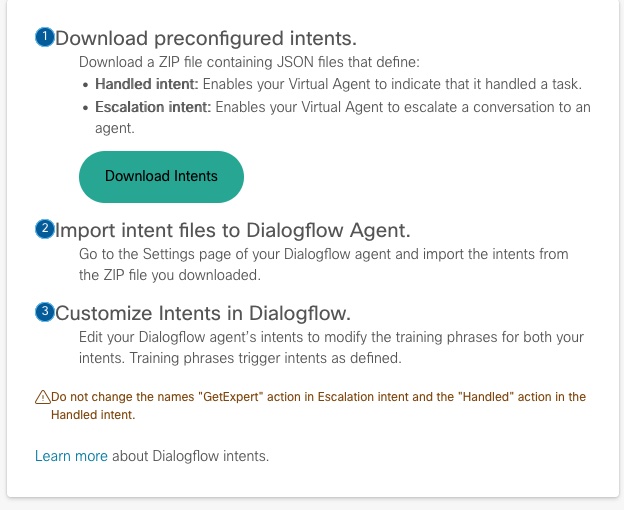 1 Download preconfigured intents.
Download a ZIP file containing JSON files that define:
• Handled intent: Enables your Virtual Agent to indicate that it handled a task.
• Escalation intent: Enables your Virtual Agent to escalate a conversation to an
agent.
Download Intents
2 Import intent files to Dialogflow Agent.
Go to the Settings page of your Dialogflow agent and import the intents from
the ZIP file you downloaded.
3 Customize Intents in Dialogflow.
Edit your Dialogflow agent's intents to modify the training phrases for both your
intents. Training phrases trigger intents as defined.
Do not change the names "GetExpert" action in Escalation intent and the "Handled" action in the
Handled intent.
Learn more about Dialogflow intents.